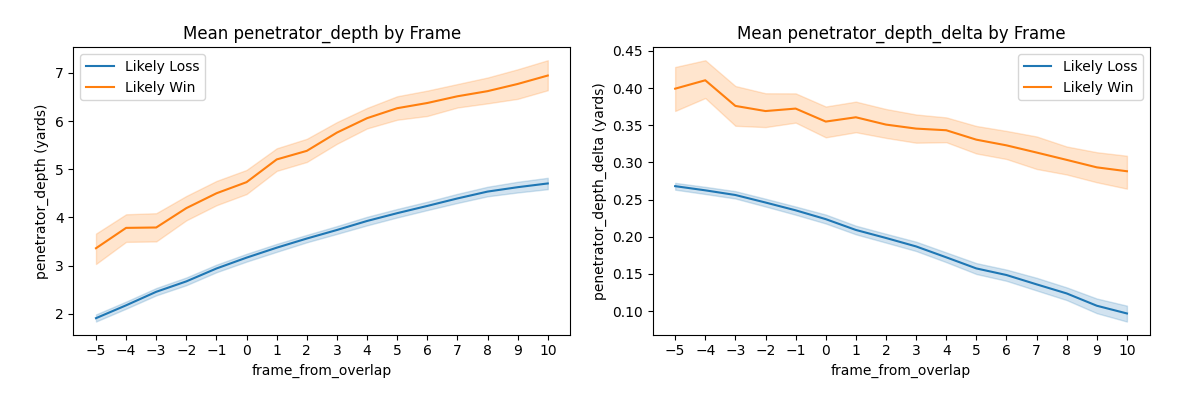 Mean penetrator_depth by Frame
Likely Loss
Likely Win
penetrator_depth (yards)
7
6
5
4
3
2
−5 −4 −3 −2 −1 0 1 2 3 4 5 6 7 8 9 10
frame_from_overlap
Mean penetrator_depth_delta by Frame
Likely Loss
Likely Win
penetrator_depth_delta (yards)
0.45
0.40
0.35
0.30
0.25
0.20
0.15
0.10
−5 −4 −3 −2 −1 0 1 2 3 4 5 6 7 8 9 10
frame_from_overlap